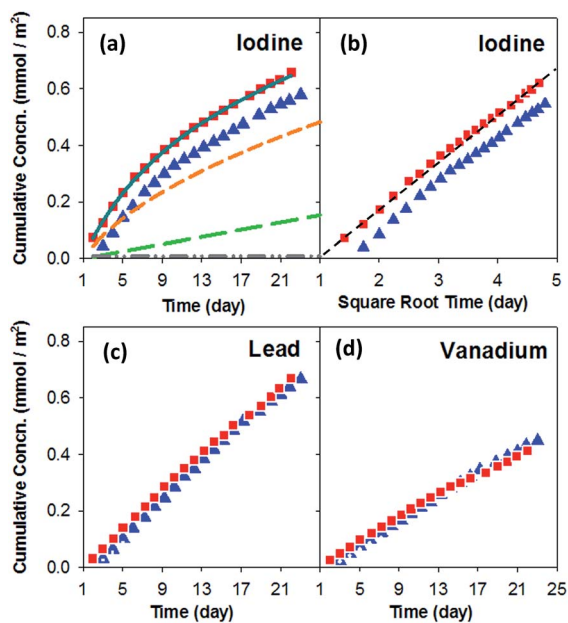 (a) Iodine (b) Iodine
Cumulative Concn. (mmol / m²)
0.8
0.6
0.4
0.2
0.0
1 5 9 13 17 21 1 2 3 4 5
Time (day) Square Root Time (day)
(c) Lead (d) Vanadium
Cumulative Concn. (mmol / m²)
0.8
0.6
0.4
0.2
0.0
1 5 9 13 17 21 1 5 9 13 17 21 25
Time (day) Time (day)